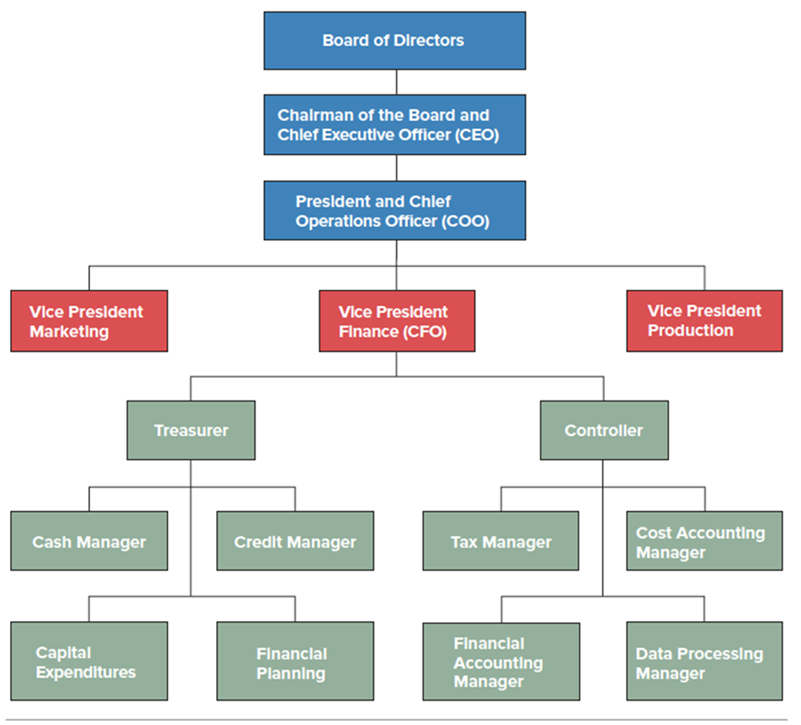 Board of Directors
Chairman of the Board and
Chief Executive Officer (CEO)
President and Chief
Operations Officer (COO)
Vice President
Marketing
Vice President
Finance (CFO)
Vice President
Production
Treasurer
Controller
Cash Manager
Credit Manager
Tax Manager
Cost Accounting
Manager
Capital
Expenditures
Financial
Planning
Financial
Accounting
Manager
Data Processing
Manager